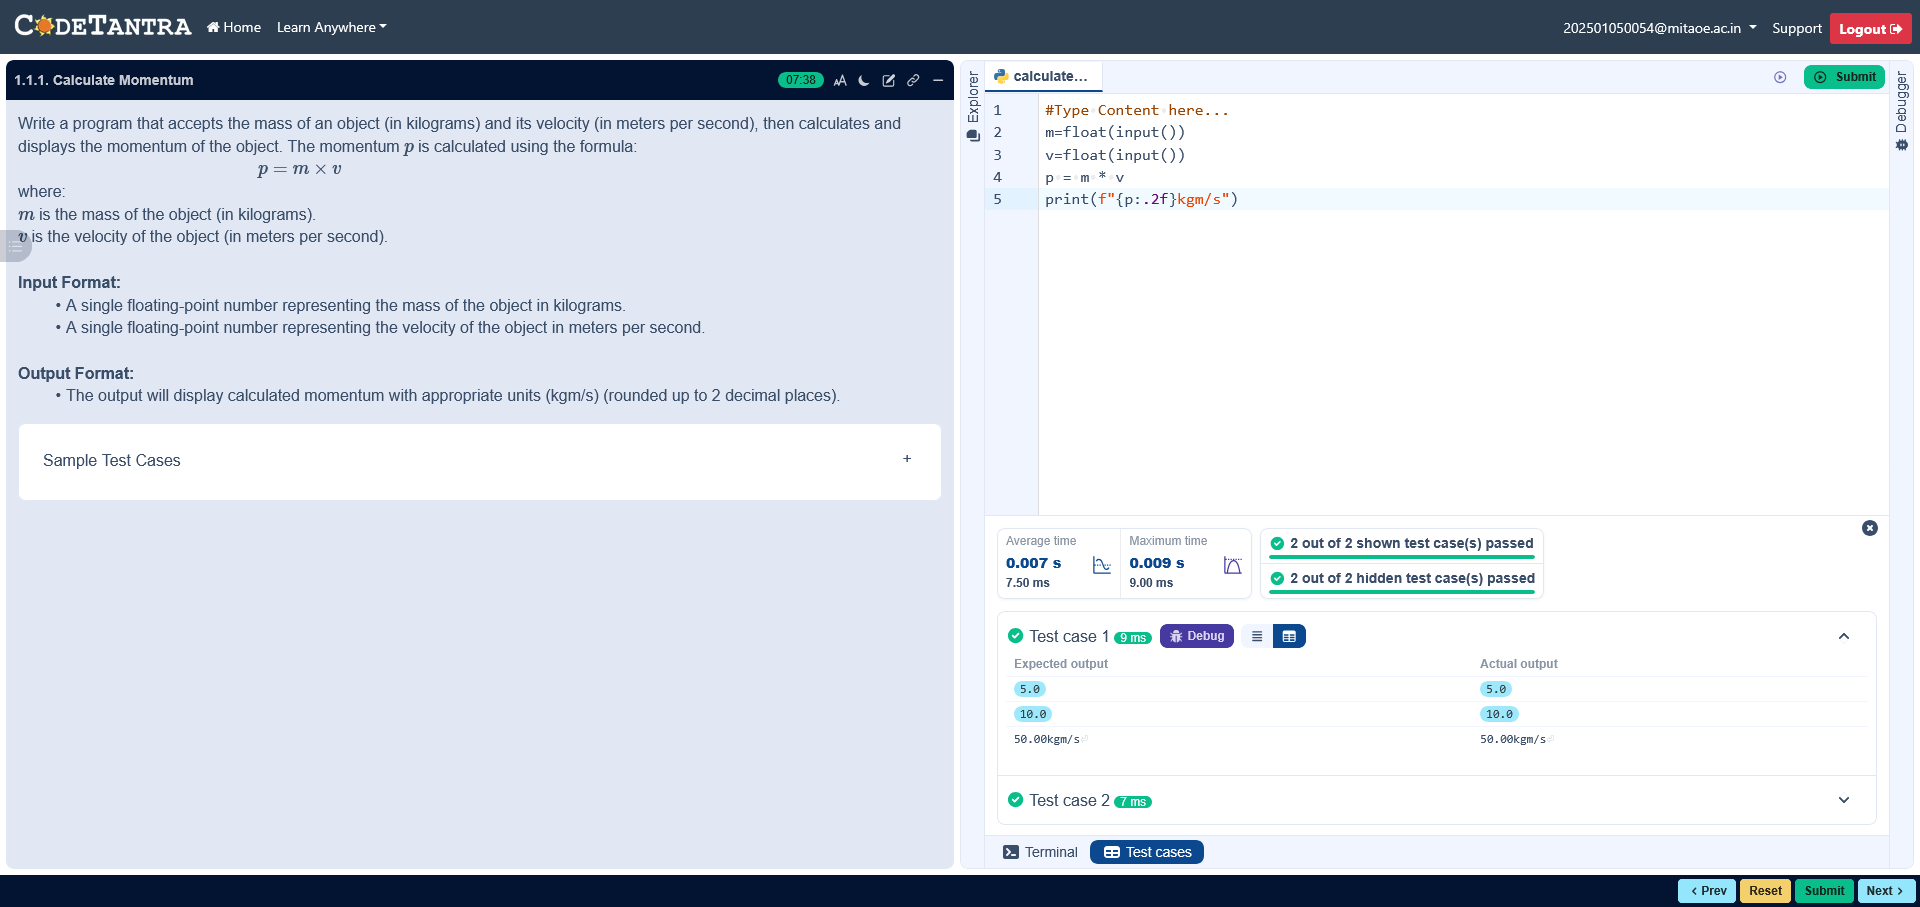 CODETANTRA Home Learn Anywhere 202501050054@mitaoe.ac.in Support Logout
1.1.1. Calculate Momentum 07:38
Write a program that accepts the mass of an object (in kilograms) and its velocity (in meters per second), then calculates and
displays the momentum of the object. The momentum p is calculated using the formula:
p = m × v
where:
m is the mass of the object (in kilograms).
v is the velocity of the object (in meters per second).
Input Format:
• A single floating-point number representing the mass of the object in kilograms.
• A single floating-point number representing the velocity of the object in meters per second.
Output Format:
• The output will display calculated momentum with appropriate units (kgm/s) (rounded up to 2 decimal places).
Sample Test Cases +
Explorer
calculate... Submit
Debugger
1 #Type Content here...
2 m=float(input())
3 v=float(input())
4 p = m * v
5 print(f"{p:.2f}kgm/s")
Average time Maximum time
0.007 s 0.009 s
7.50 ms 9.00 ms
2 out of 2 shown test case(s) passed
2 out of 2 hidden test case(s) passed
Test case 1 9 ms Debug
Expected output Actual output
5.0 5.0
10.0 10.0
50.00kgm/s 50.00kgm/s
Test case 2 7 ms
Terminal Test cases
< Prev Reset Submit Next >